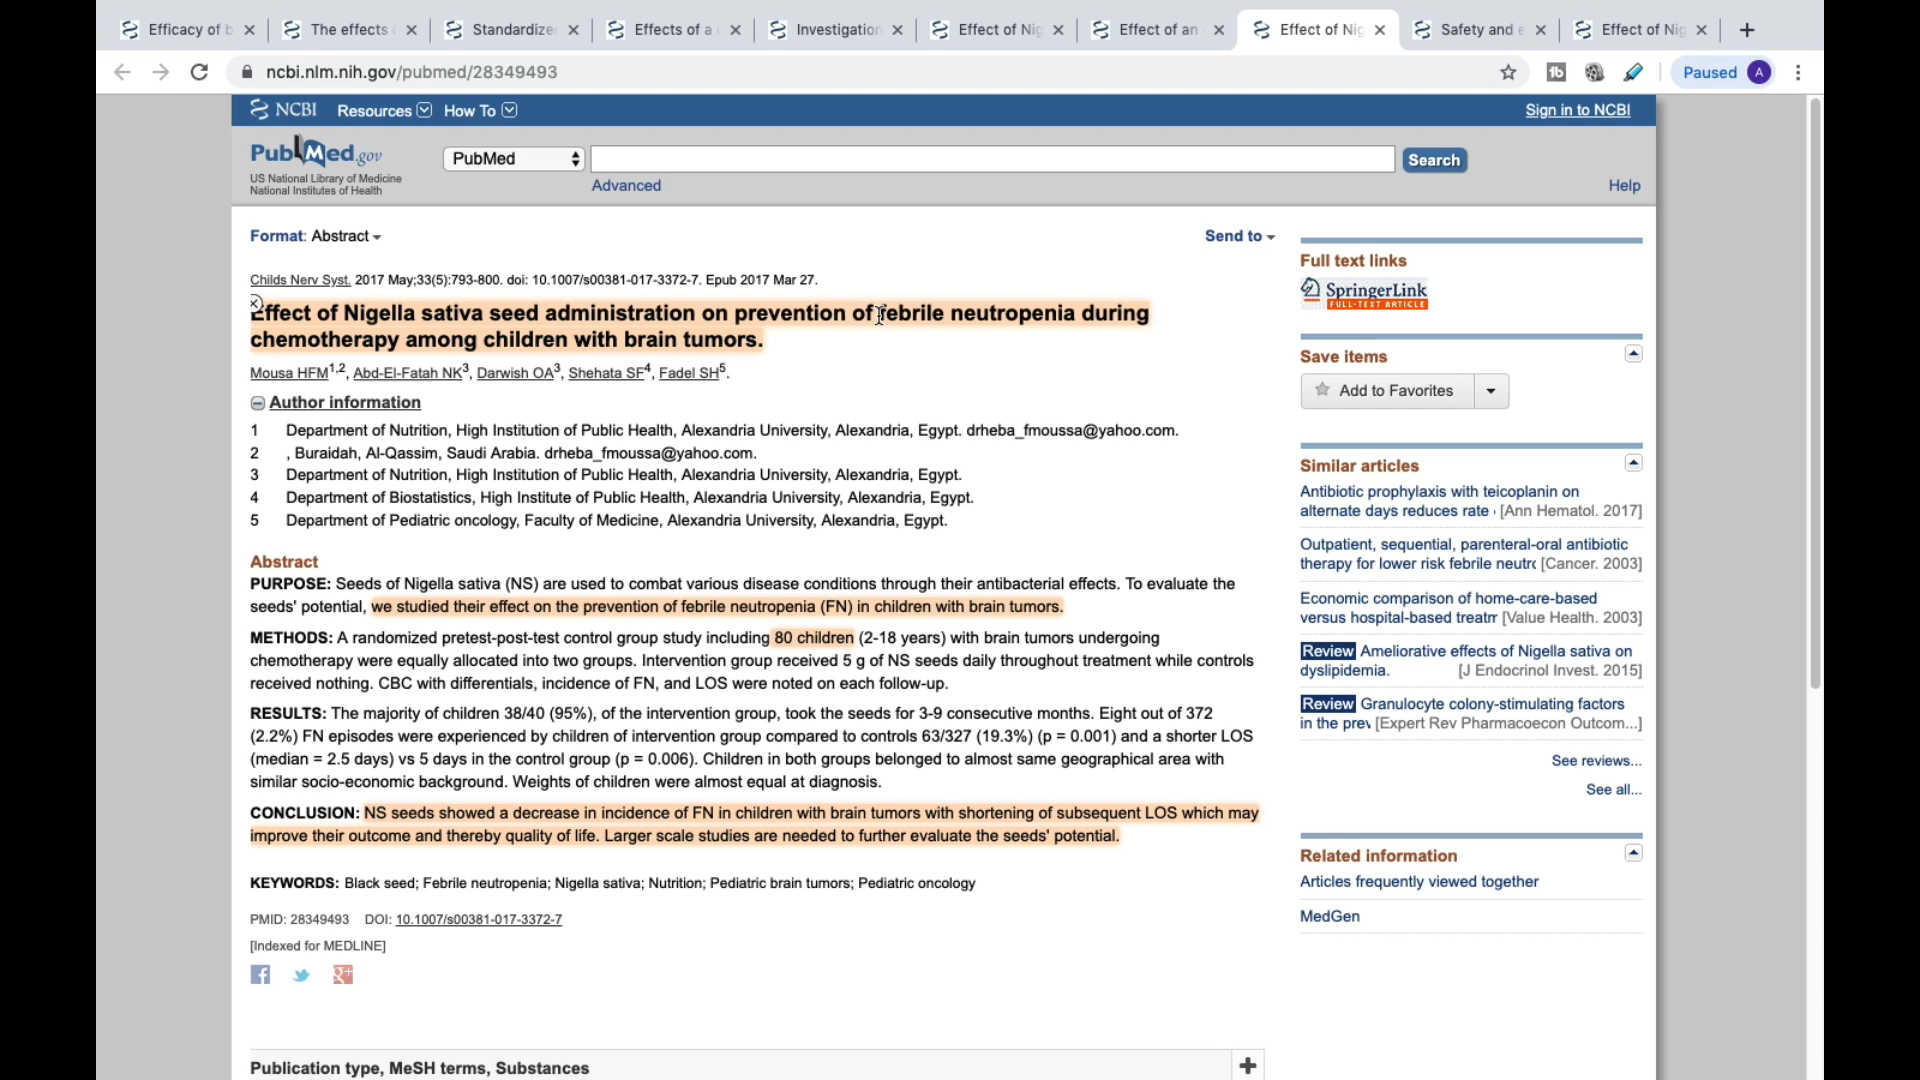 Efficacy of b
The effects
Standardize
Effects of a
Investigation
Effect of Nig
Effect of an
Effect of Nig
Safety and e
Effect of Nig
ncbi.nlm.nih.gov/pubmed/28349493
Paused A
NCBI Resources How To Sign in to NCBI
PubMed.gov
US National Library of Medicine
National Institutes of Health
PubMed
Search
Advanced
Help
Format: Abstract
Send to
Childs Nerv Syst. 2017 May;33(5):793-800. doi: 10.1007/s00381-017-3372-7. Epub 2017 Mar 27.
Effect of Nigella sativa seed administration on prevention of febrile neutropenia during
chemotherapy among children with brain tumors.
Mousa HFM1,2, Abd-El-Fatah NK3, Darwish OA3, Shehata SF4, Fadel SH5.
Author information
1 Department of Nutrition, High Institution of Public Health, Alexandria University, Alexandria, Egypt. drheba_fmoussa@yahoo.com.
2 , Buraidah, Al-Qassim, Saudi Arabia. drheba_fmoussa@yahoo.com.
3 Department of Nutrition, High Institution of Public Health, Alexandria University, Alexandria, Egypt.
4 Department of Biostatistics, High Institute of Public Health, Alexandria University, Alexandria, Egypt.
5 Department of Pediatric oncology, Faculty of Medicine, Alexandria University, Alexandria, Egypt.
Abstract
PURPOSE: Seeds of Nigella sativa (NS) are used to combat various disease conditions through their antibacterial effects. To evaluate the
seeds' potential, we studied their effect on the prevention of febrile neutropenia (FN) in children with brain tumors.
METHODS: A randomized pretest-post-test control group study including 80 children (2-18 years) with brain tumors undergoing
chemotherapy were equally allocated into two groups. Intervention group received 5 g of NS seeds daily throughout treatment while controls
received nothing. CBC with differentials, incidence of FN, and LOS were noted on each follow-up.
RESULTS: The majority of children 38/40 (95%), of the intervention group, took the seeds for 3-9 consecutive months. Eight out of 372
(2.2%) FN episodes were experienced by children of intervention group compared to controls 63/327 (19.3%) (p = 0.001) and a shorter LOS
(median = 2.5 days) vs 5 days in the control group (p = 0.006). Children in both groups belonged to almost same geographical area with
similar socio-economic background. Weights of children were almost equal at diagnosis.
CONCLUSION: NS seeds showed a decrease in incidence of FN in children with brain tumors with shortening of subsequent LOS which may
improve their outcome and thereby quality of life. Larger scale studies are needed to further evaluate the seeds' potential.
KEYWORDS: Black seed; Febrile neutropenia; Nigella sativa; Nutrition; Pediatric brain tumors; Pediatric oncology
PMID: 28349493 DOI: 10.1007/s00381-017-3372-7
[Indexed for MEDLINE]
Publication type, MeSH terms, Substances
Full text links
SpringerLink
FULL-TEXT ARTICLE
Save items
Add to Favorites
Similar articles
Antibiotic prophylaxis with teicoplanin on
alternate days reduces rate [Ann Hematol. 2017]
Outpatient, sequential, parenteral-oral antibiotic
therapy for lower risk febrile neutr [Cancer. 2003]
Economic comparison of home-care-based
versus hospital-based treatm [Value Health. 2003]
Review Ameliorative effects of Nigella sativa on
dyslipidemia. [J Endocrinol Invest. 2015]
Review Granulocyte colony-stimulating factors
in the prev [Expert Rev Pharmacoecon Outcom...]
See reviews...
See all...
Related information
Articles frequently viewed together
MedGen